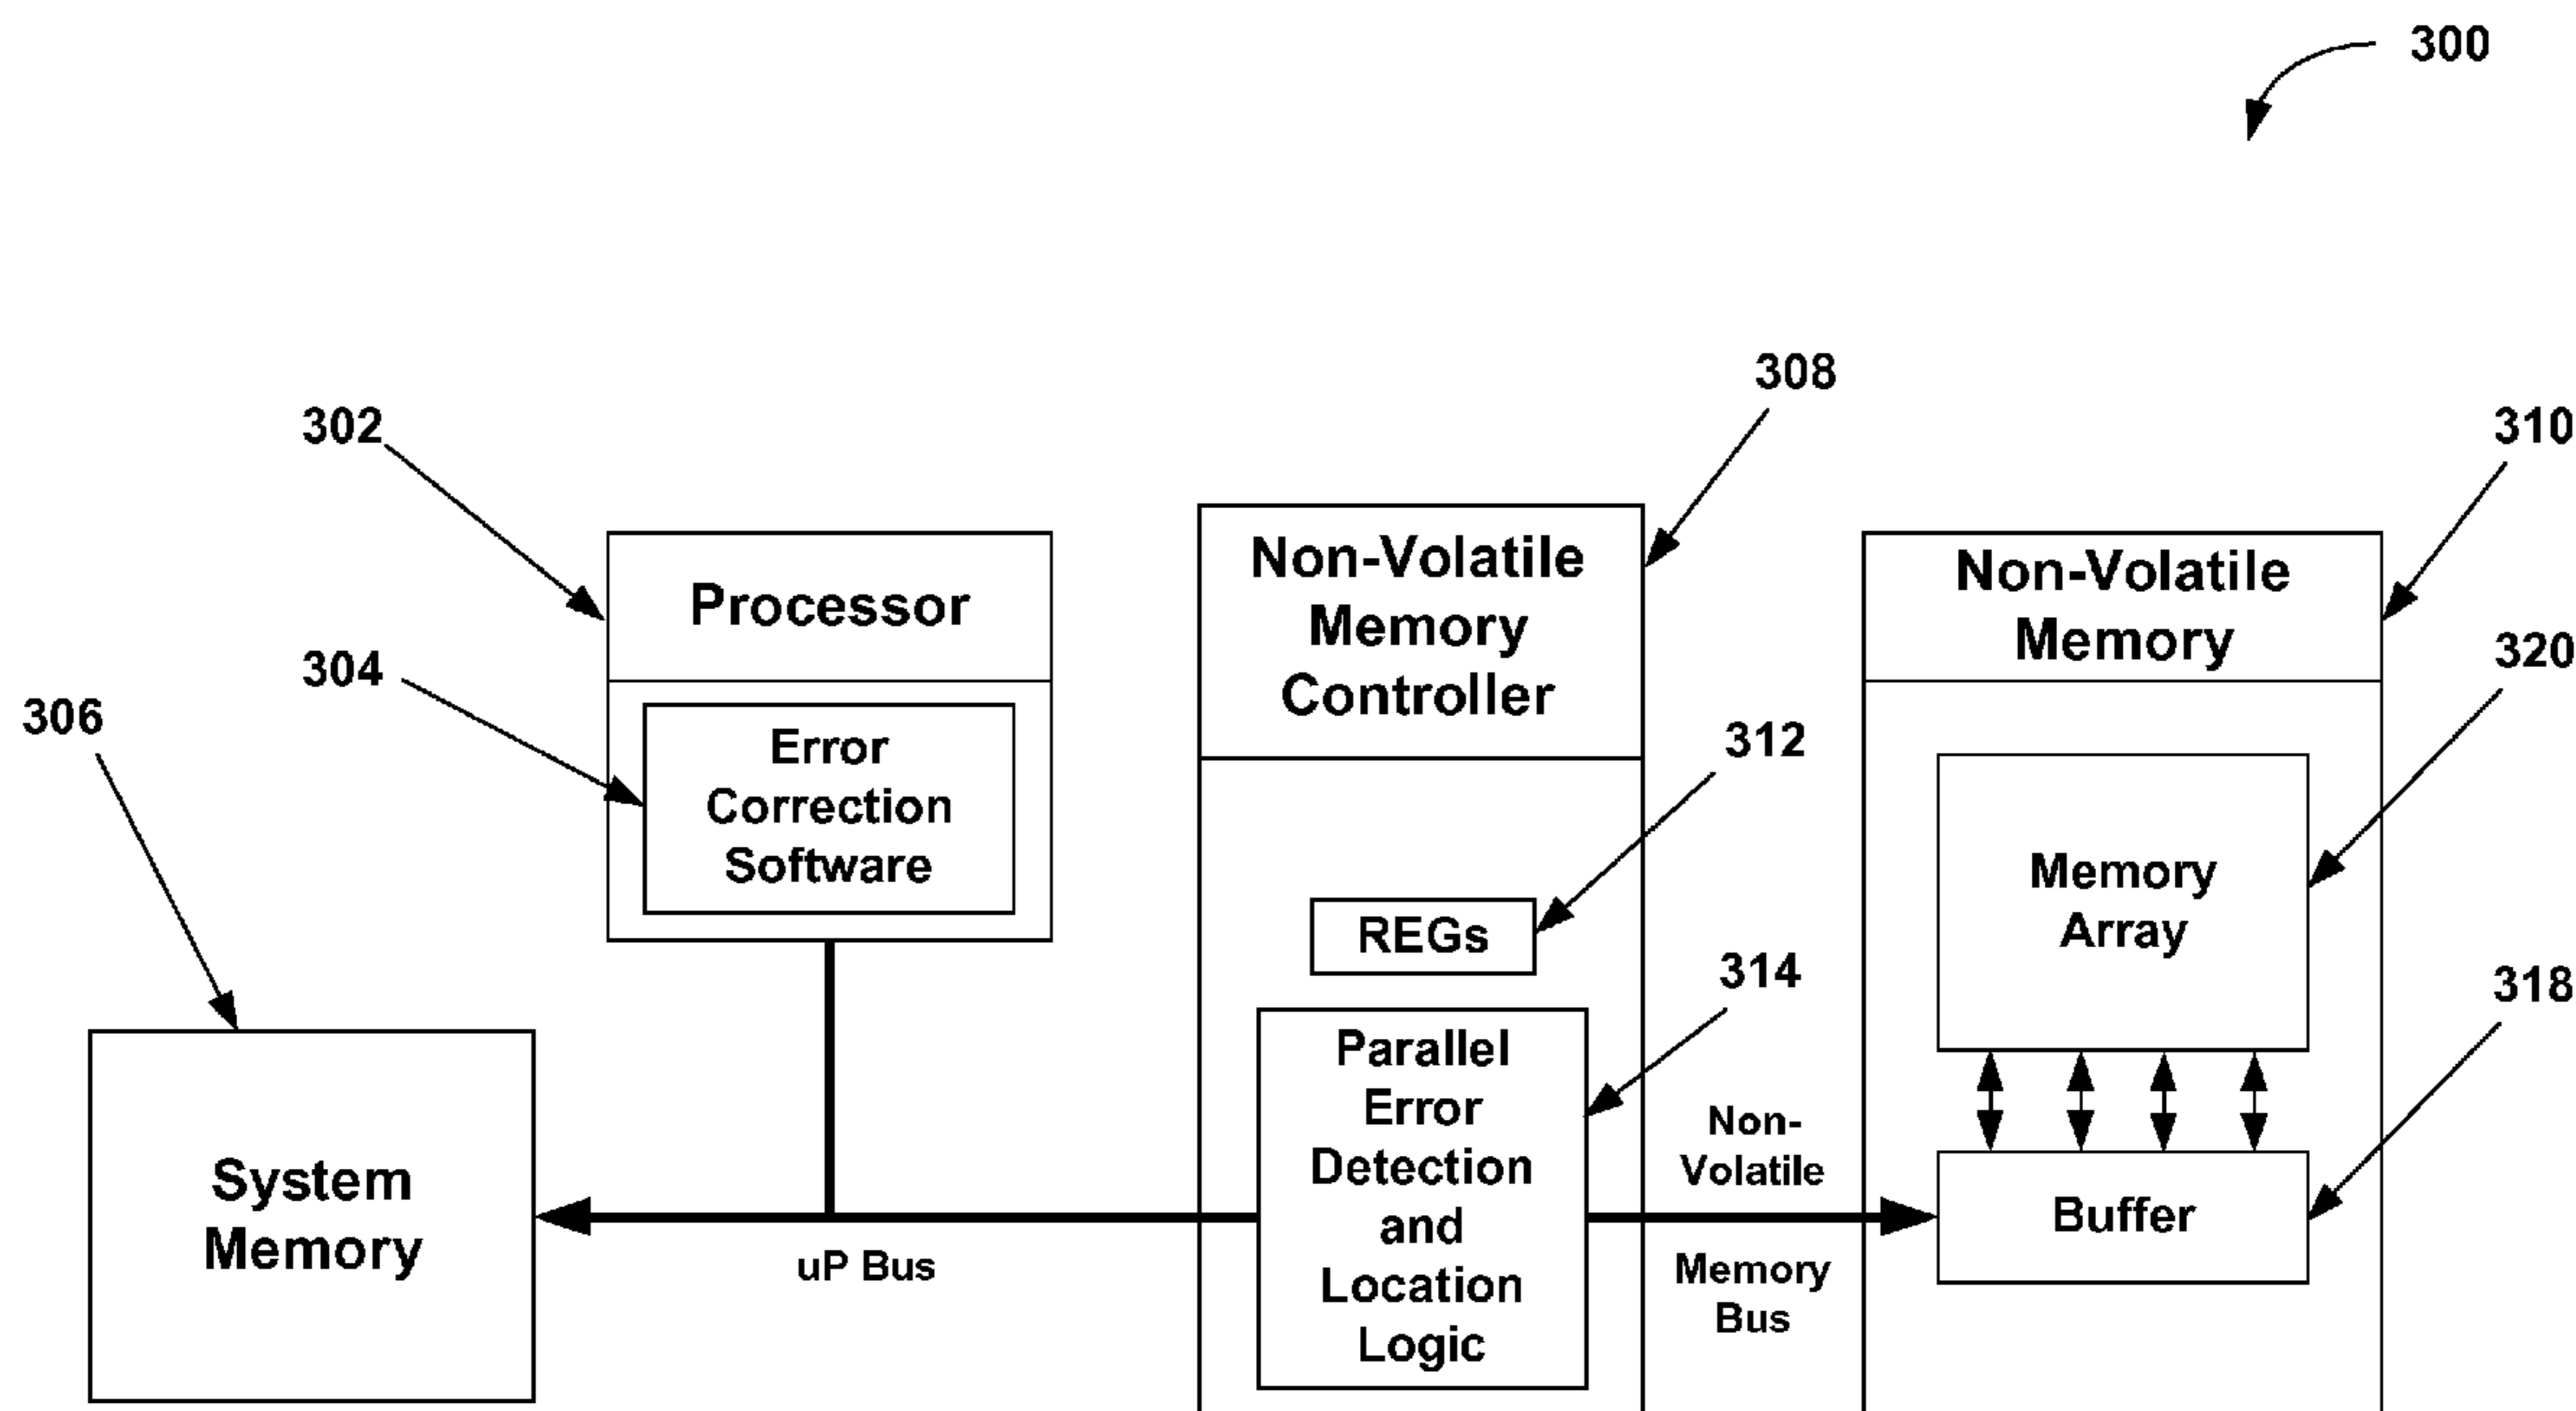 300
308
302
310
Non-Volatile
Memory
Controller
Non-Volatile
Memory
Processor
304
320
306
Error
Correction
Software
312
Memory
Array
REGs
314
318
Parallel
Error
Detection
and
Location
Logic
Non-
Volatile
Memory
Bus
System
Memory
Buffer
uP Bus